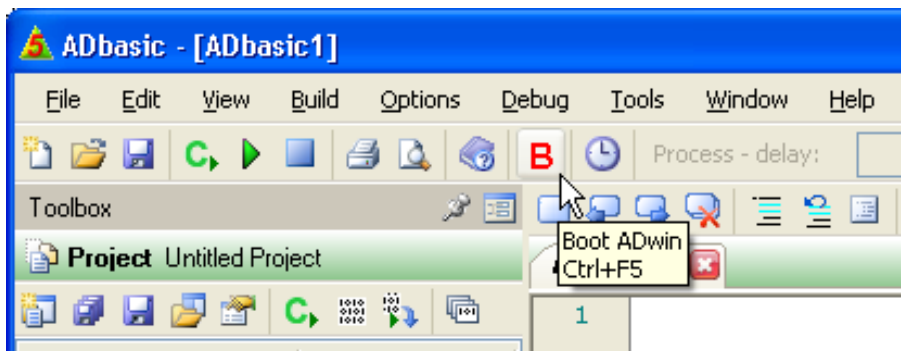 5 ADbasic - [ADbasic1]
File Edit View Build Options Debug Tools Window Help
C B Process - delay:
Toolbox
Boot ADwin
Ctrl+F5
Project Untitled Project
C
1